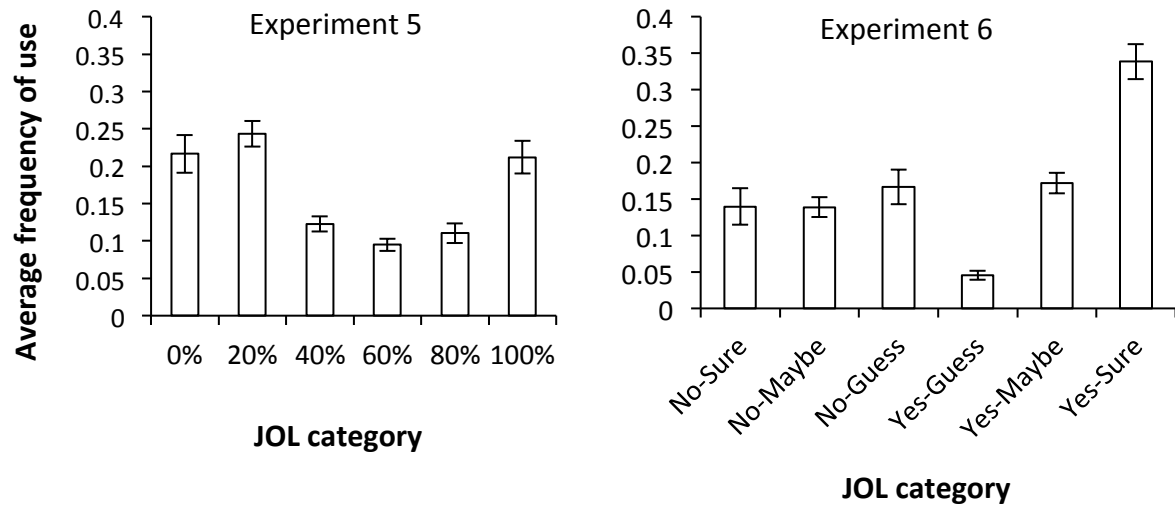 Average frequency of use
Experiment 5
0.4
0.35
0.3
0.25
0.2
0.15
0.1
0.05
0
0% 20% 40% 60% 80% 100%
JOL category
Experiment 6
0.4
0.35
0.3
0.25
0.2
0.15
0.1
0.05
0
No-Sure
No-Maybe
No-Guess
Yes-Guess
Yes-Maybe
Yes-Sure
JOL category